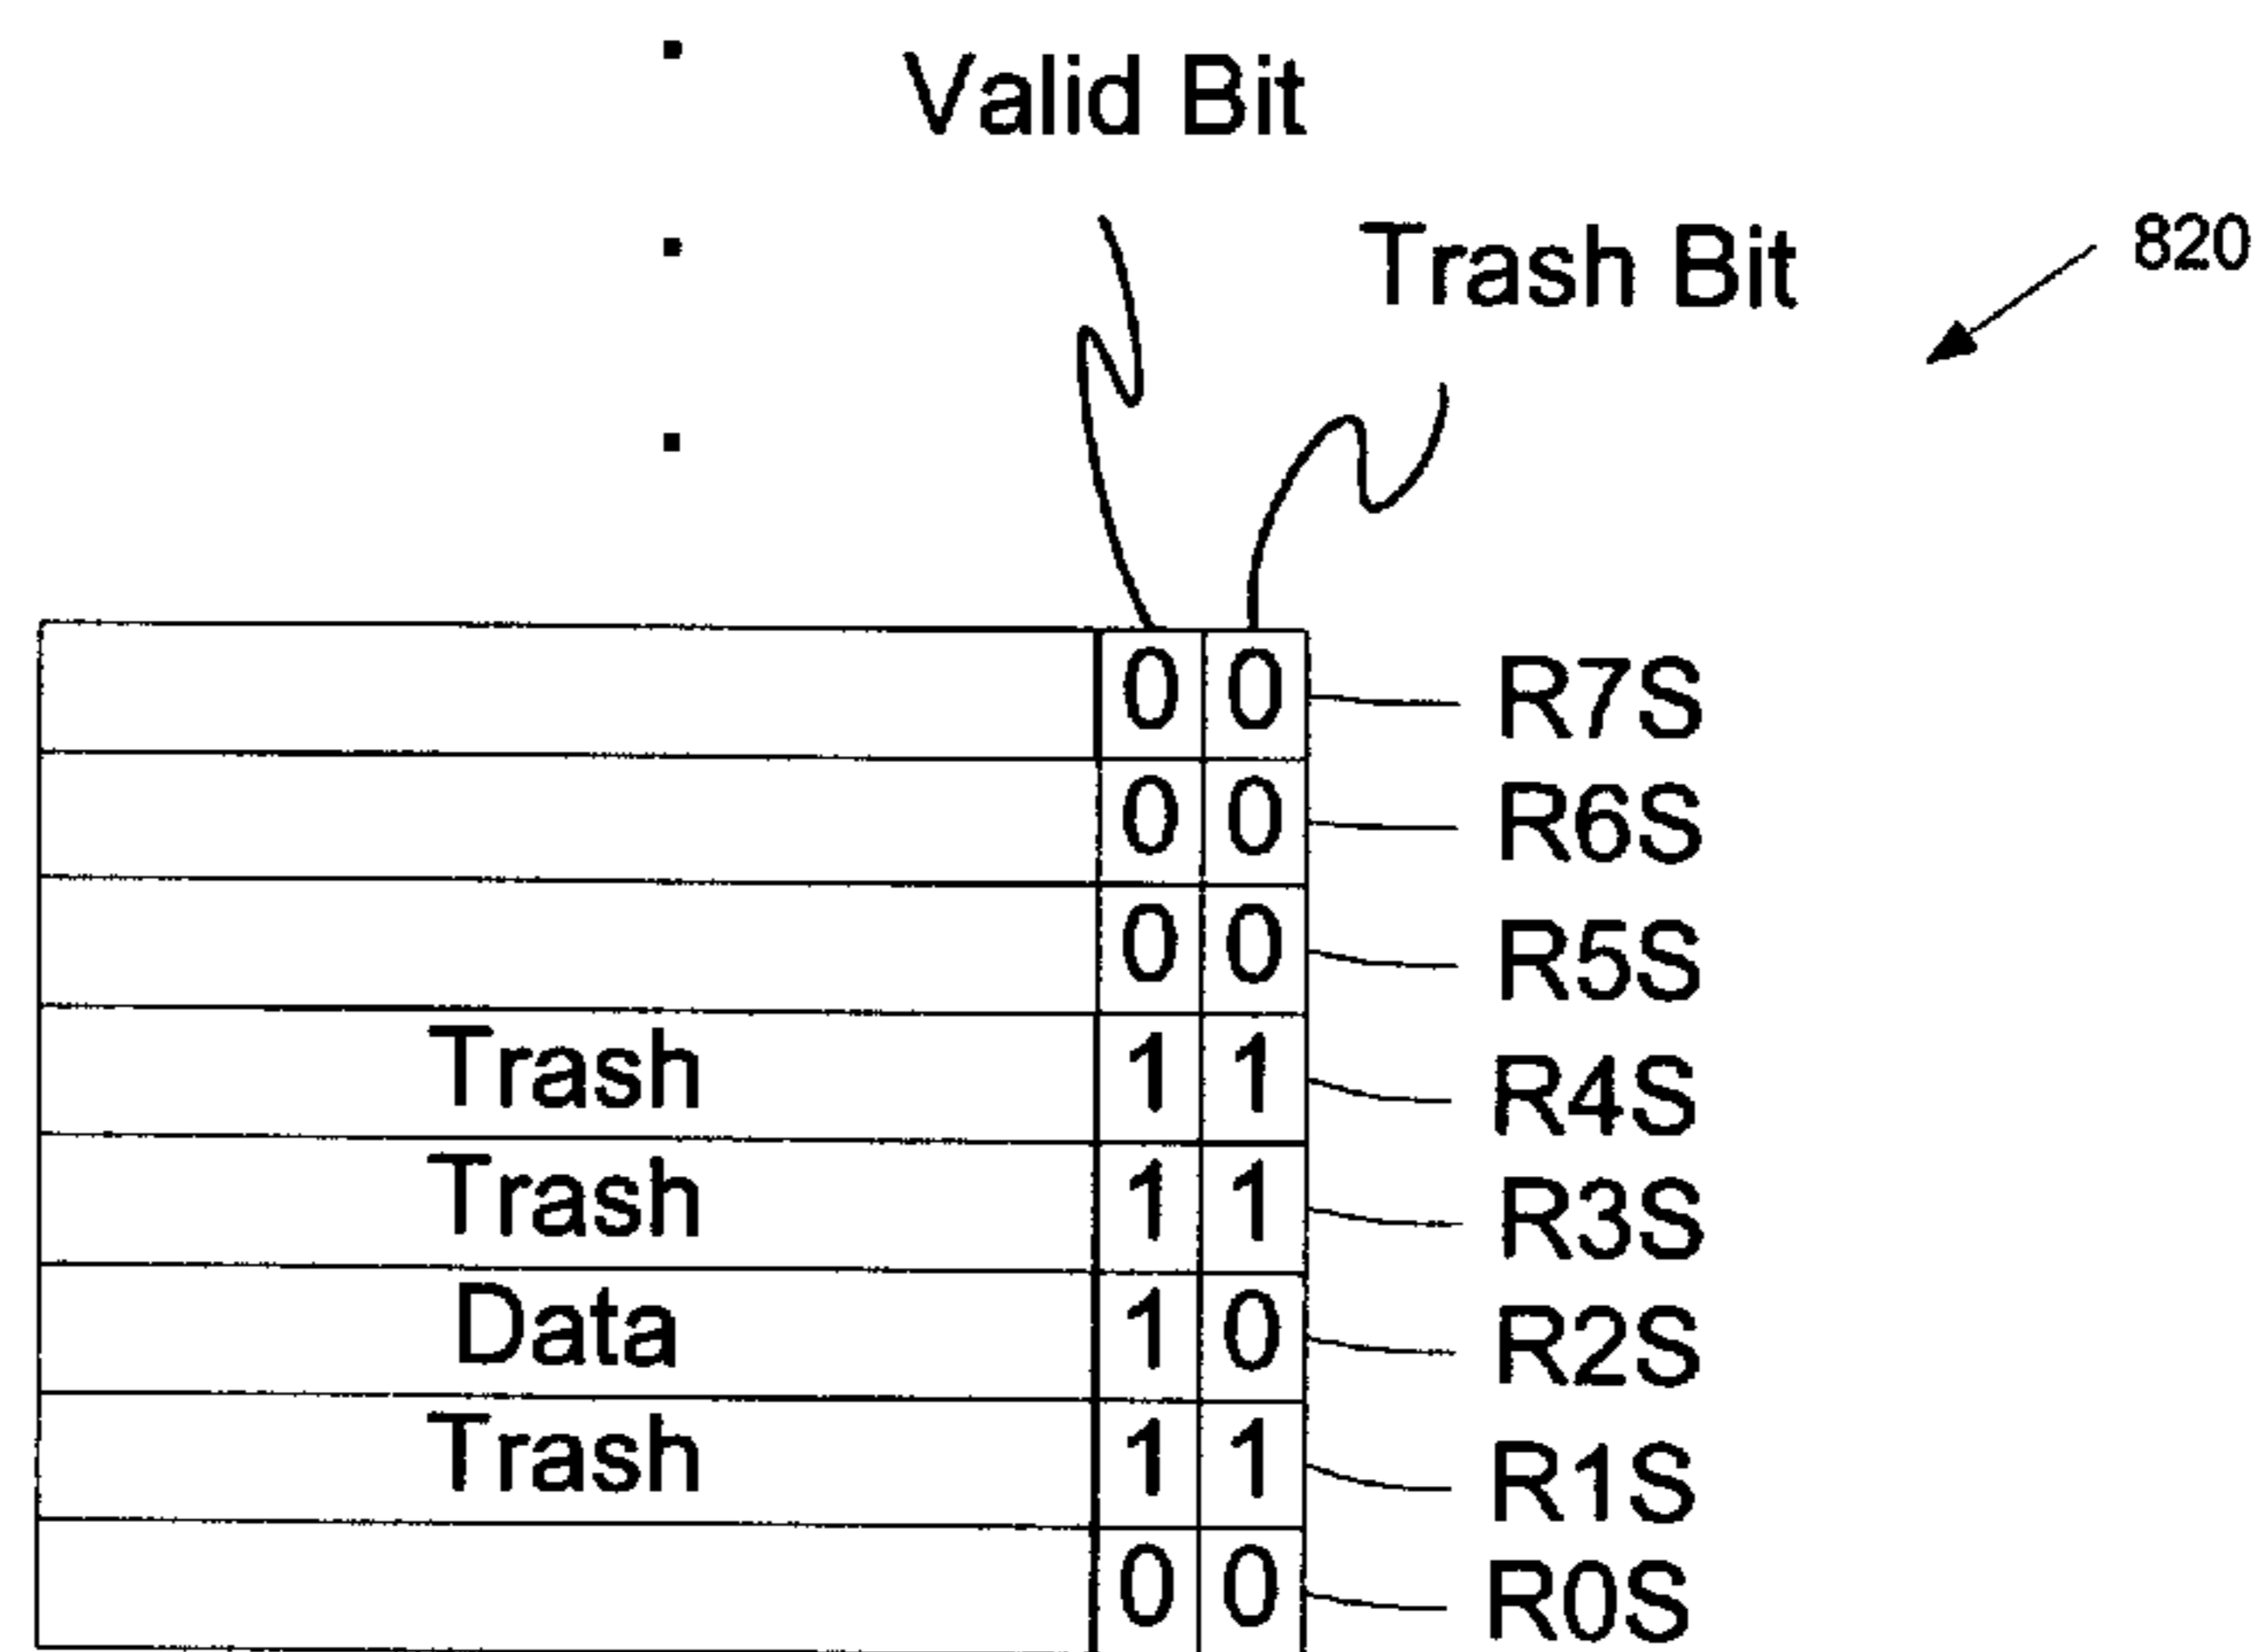 Valid Bit
Trash Bit
820
0 0 R7S
0 0 R6S
0 0 R5S
Trash 1 1 R4S
Trash 1 1 R3S
Data 1 0 R2S
Trash 1 1 R1S
0 0 R0S